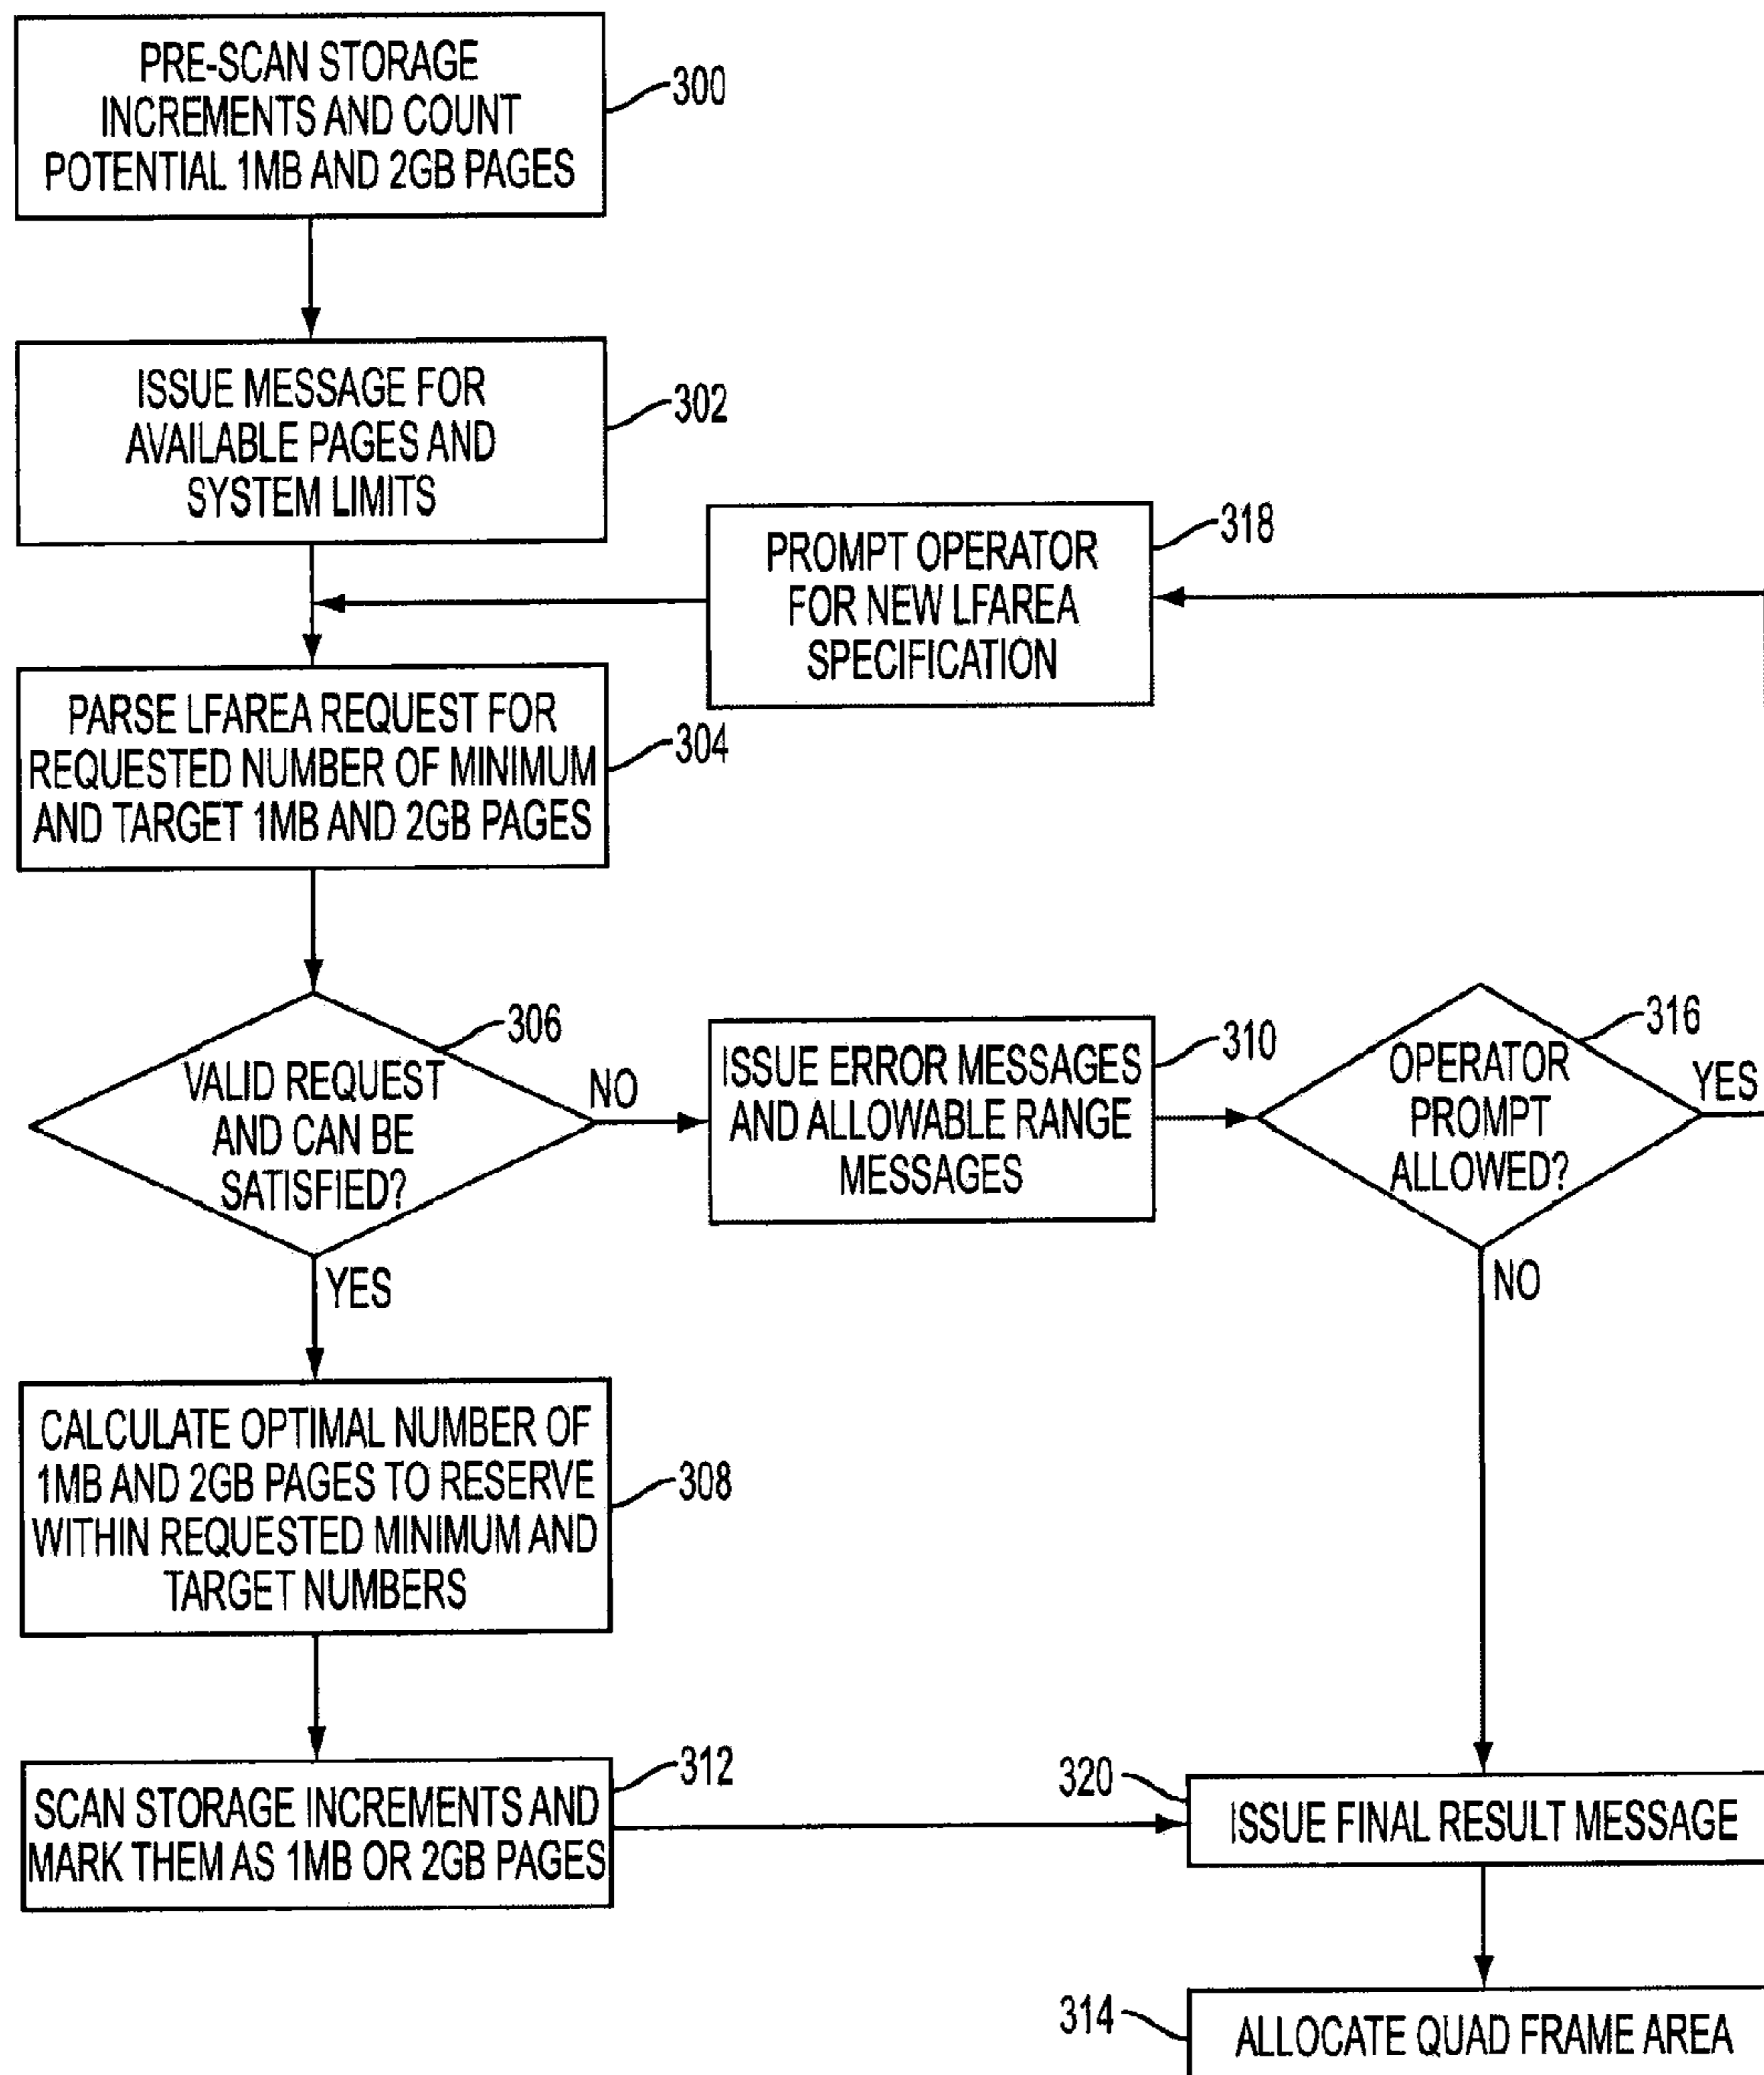 PRE-SCAN STORAGE
INCREMENTS AND COUNT
POTENTIAL 1MB AND 2GB PAGES
300
ISSUE MESSAGE FOR
AVAILABLE PAGES AND
SYSTEM LIMITS
302
PROMPT OPERATOR
FOR NEW LFAREA
SPECIFICATION
318
PARSE LFAREA REQUEST FOR
REQUESTED NUMBER OF MINIMUM
AND TARGET 1MB AND 2GB PAGES
304
VALID REQUEST
AND CAN BE
SATISFIED?
306
NO
YES
ISSUE ERROR MESSAGES
AND ALLOWABLE RANGE
MESSAGES
310
OPERATOR
PROMPT
ALLOWED?
316
YES
NO
CALCULATE OPTIMAL NUMBER OF
1MB AND 2GB PAGES TO RESERVE
WITHIN REQUESTED MINIMUM AND
TARGET NUMBERS
308
SCAN STORAGE INCREMENTS AND
MARK THEM AS 1MB OR 2GB PAGES
312
320
ISSUE FINAL RESULT MESSAGE
314
ALLOCATE QUAD FRAME AREA